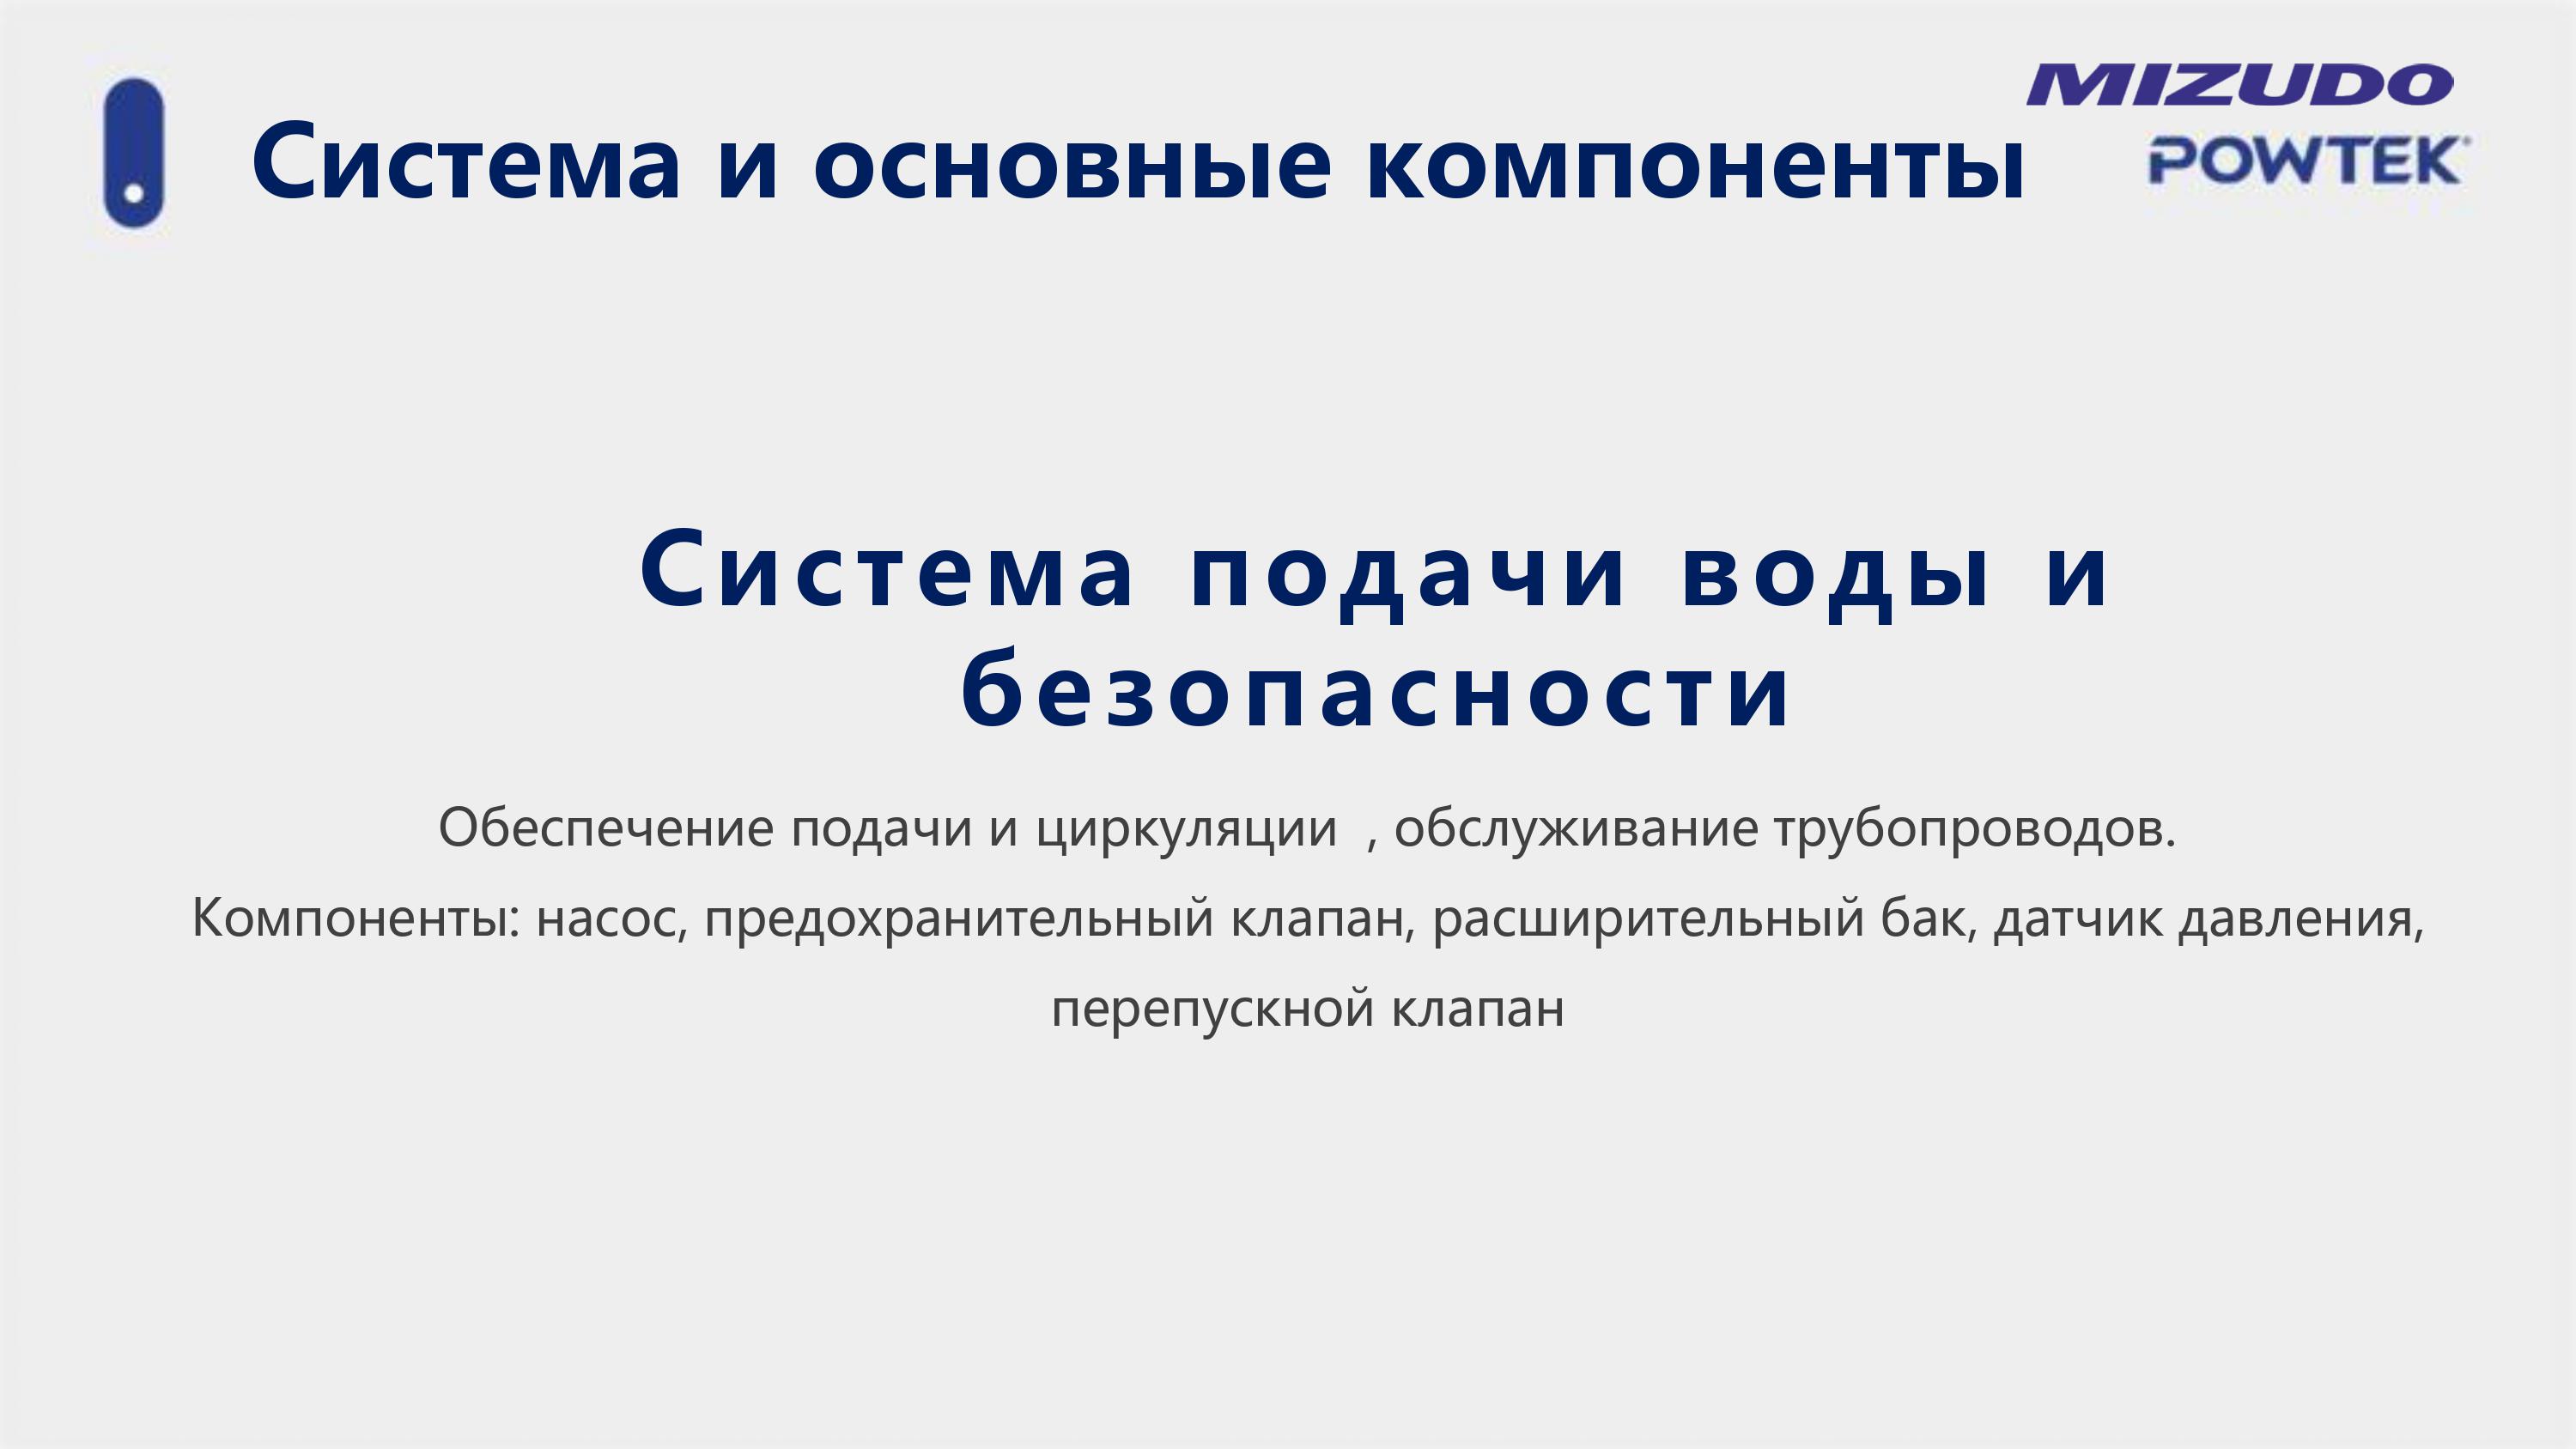 MIZUDO
Система и основные компоненты
POWTEK®
Система подачи воды и
безопасности
Обеспечение подачи и циркуляции  , обслуживание трубопроводов.
Компоненты: насос, предохранительный клапан, расширительный бак, датчик давления,
перепускной клапан